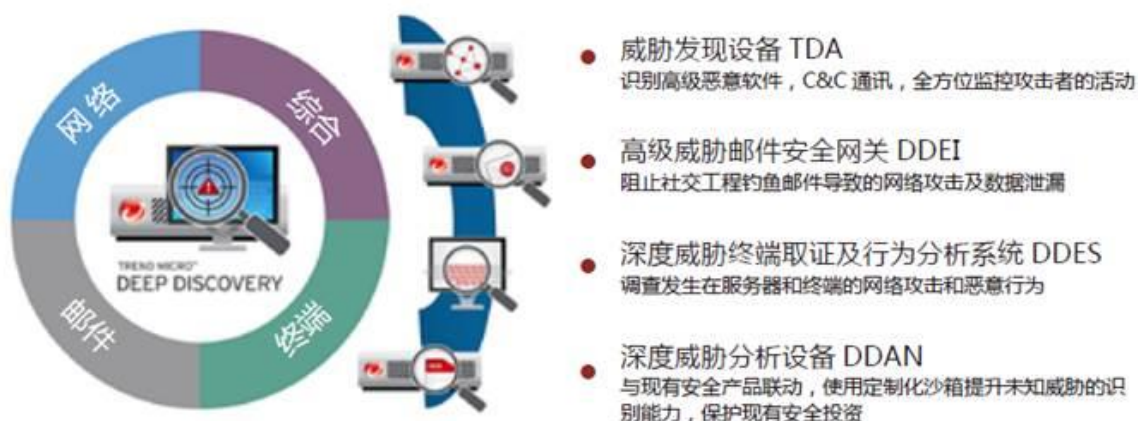 网络
综合
TREND MICRO™
DEEP DISCOVERY
邮件
终端
威胁发现设备 TDA
识别高级恶意软件，C&C 通讯，全方位监控攻击者的活动
高级威胁邮件安全网关 DDEI
阻止社交工程钓鱼邮件导致的网络攻击及数据泄漏
深度威胁终端取证及行为分析系统 DDES
调查发生在服务器和终端的网络攻击和恶意行为
深度威胁分析设备 DDAN
与现有安全产品联动，使用定制化沙箱提升未知威胁的识
别能力，保护现有安全投资